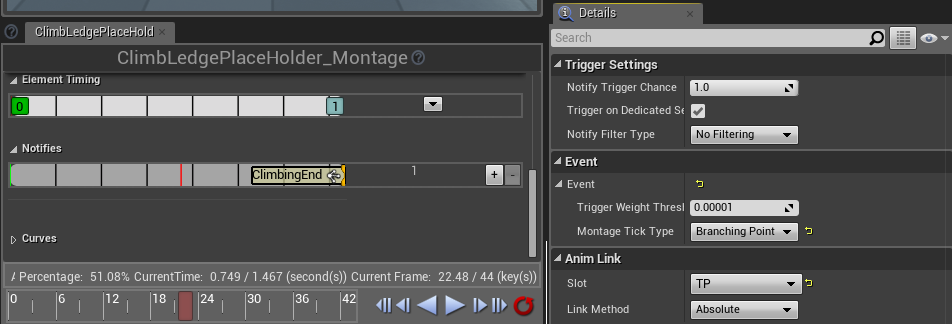 ClimbLedgePlaceHold
ClimbLedgePlaceHolder_Montage
Element Timing
0 1
Notifies
ClimbingEnd 1 + -
Curves
Percentage: 51.08% CurrentTime: 0.749 / 1.467 (second(s)) Current Frame: 22.48 / 44 (key(s))
0 6 12 18 24 30 36 42
Details
Search
Trigger Settings
Notify Trigger Chance 1.0
Trigger on Dedicated Se
Notify Filter Type No Filtering
Event
Event
Trigger Weight Thresl 0.00001
Montage Tick Type Branching Point
Anim Link
Slot TP
Link Method Absolute